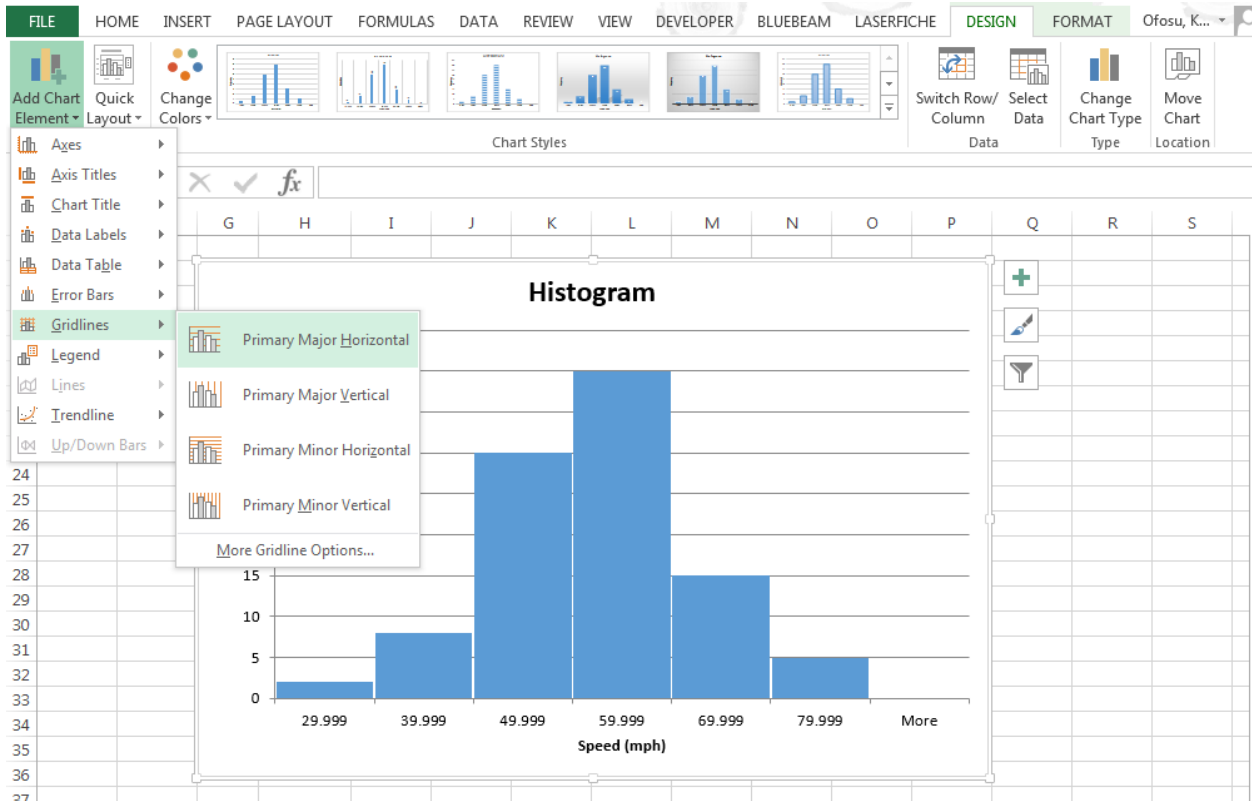 FILE HOME INSERT PAGE LAYOUT FORMULAS DATA REVIEW VIEW DEVELOPER BLUEBEAM LASERFICHE DESIGN FORMAT Ofosu, K...
Add Chart Element
Quick Layout
Change Colors
Chart Styles
Switch Row/ Column
Select Data
Data
Change Chart Type
Type
Move Chart
Location
Axes
Axis Titles
Chart Title
Data Labels
Data Table
Error Bars
Gridlines
Legend
Lines
Trendline
Up/Down Bars
Primary Major Horizontal
Primary Major Vertical
Primary Minor Horizontal
Primary Minor Vertical
More Gridline Options...
fx
G H I J K L M N O P Q R S
24
25
26
27
28
29
30
31
32
33
34
35
36
37
Histogram
15
10
5
0
29.999 39.999 49.999 59.999 69.999 79.999 More
Speed (mph)